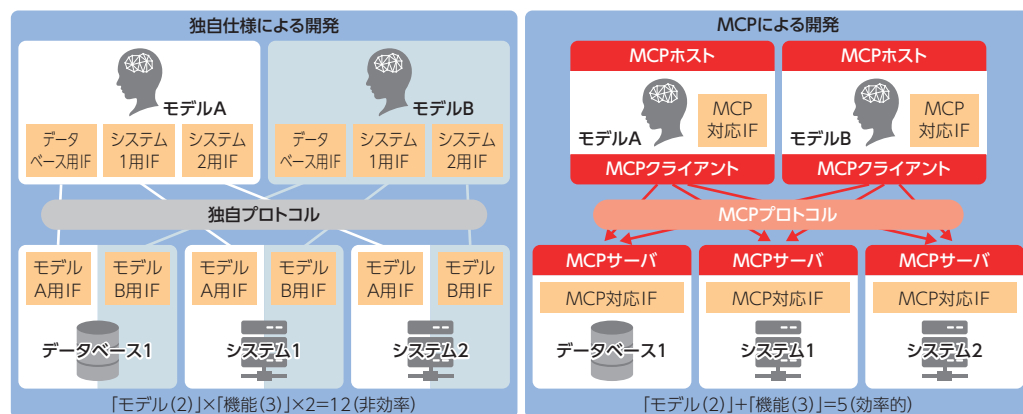 独自仕様による開発
モデルA
データ
ベース用IF
システム
1用IF
システム
2用IF
モデルB
データ
ベース用IF
システム
1用IF
システム
2用IF
独自プロトコル
モデル
A用IF
モデル
B用IF
データベース1
モデル
A用IF
モデル
B用IF
システム1
モデル
A用IF
モデル
B用IF
システム2
「モデル(2)」×「機能(3)」×2=12(非効率)
MCPによる開発
MCPホスト
モデルA
MCP
対応IF
MCPクライアント
MCPホスト
モデルB
MCP
対応IF
MCPクライアント
MCPプロトコル
MCPサーバ
MCP対応IF
データベース1
MCPサーバ
MCP対応IF
システム1
MCPサーバ
MCP対応IF
システム2
「モデル(2)」+「機能(3)」=5(効率的)